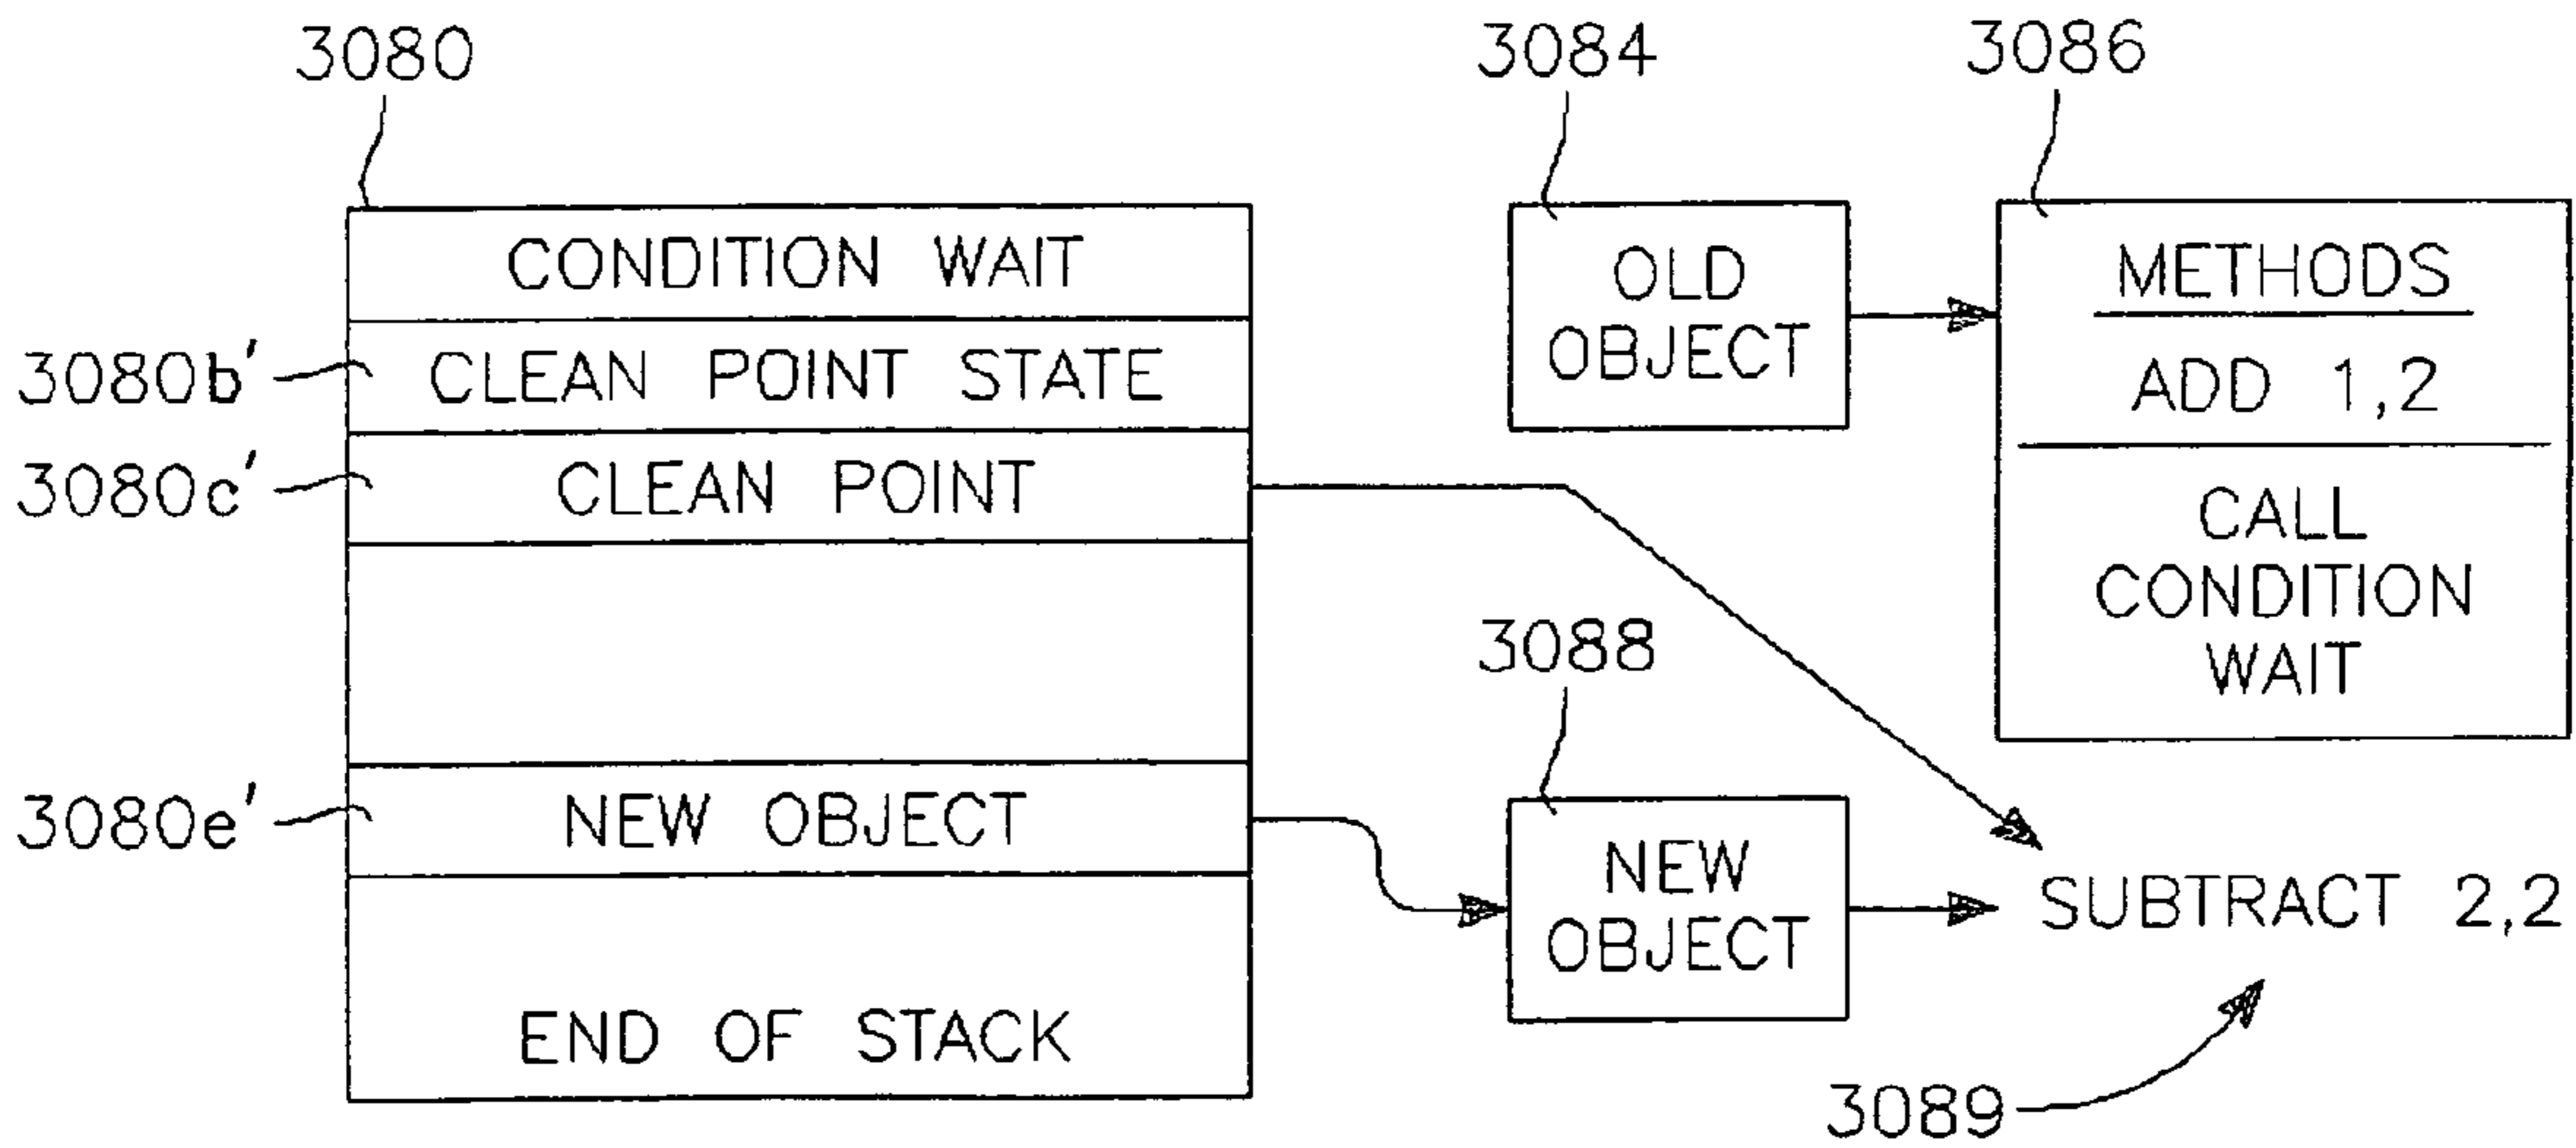 3080
3084
3086
CONDITION WAIT
3080b' CLEAN POINT STATE
3080c' CLEAN POINT
3080e' NEW OBJECT
END OF STACK
OLD
OBJECT
METHODS
ADD 1,2
CALL
CONDITION
WAIT
3088
NEW
OBJECT
SUBTRACT 2,2
3089